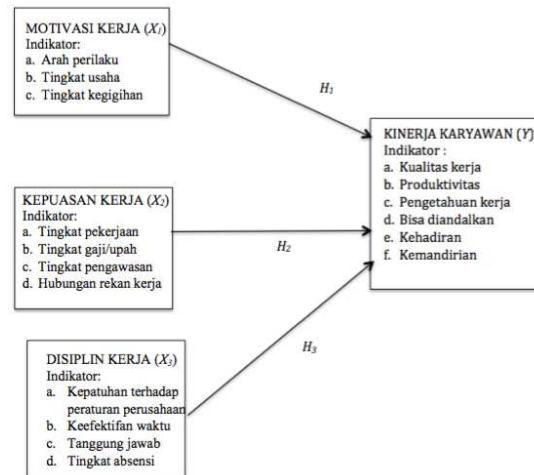 MOTIVASI KERJA (X1)
Indikator:
a. Arah perilaku
b. Tingkat usaha
c. Tingkat kegigihan
H1
KINERJA KARYAWAN (Y)
Indikator :
a. Kualitas kerja
b. Produktivitas
c. Pengetahuan kerja
d. Bisa diandalkan
e. Kehadiran
f. Kemandirian
KEPUASAN KERJA (X2)
Indikator:
a. Tingkat pekerjaan
b. Tingkat gaji/upah
c. Tingkat pengawasan
d. Hubungan rekan kerja
H2
DISIPLIN KERJA (X3)
Indikator:
a. Kepatuhan terhadap
peraturan perusahaan
b. Keefektifan waktu
c. Tanggung jawab
d. Tingkat absensi
H3